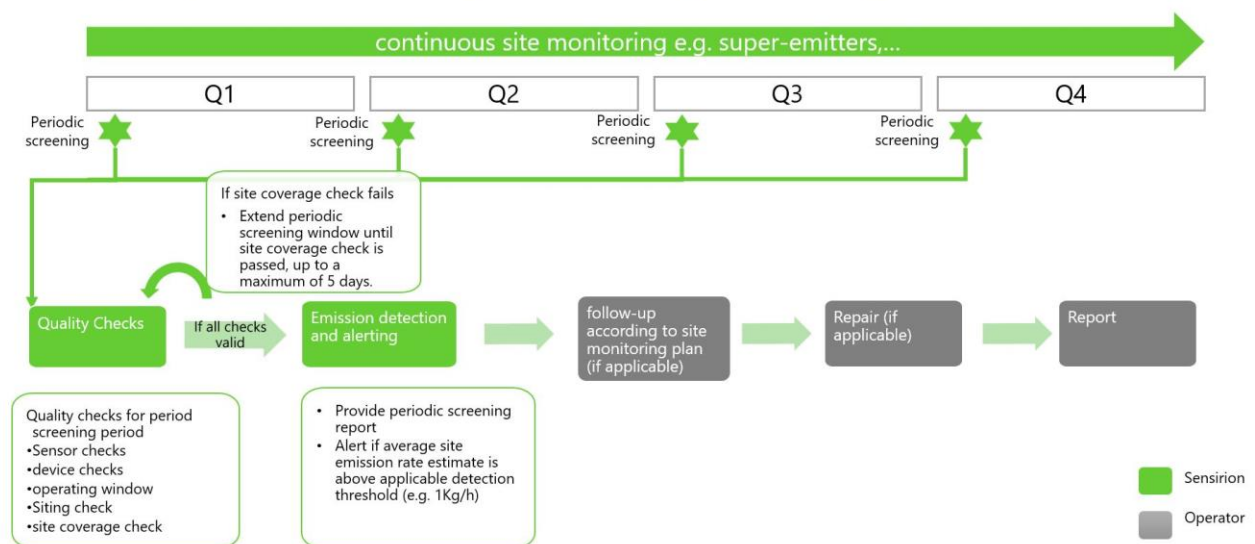 continuous site monitoring e.g. super-emitters,...
Q1
Q2
Q3
Q4
Periodic
screening
Periodic
screening
Periodic
screening
Periodic
screening
If site coverage check fails
• Extend periodic
screening window until
site coverage check is
passed, up to a
maximum of 5 days.
Quality Checks
If all checks
valid
Emission detection
and alerting
follow-up
according to site
monitoring plan
(if applicable)
Repair (if
applicable)
Report
Quality checks for period
screening period
•Sensor checks
•device checks
•operating window
•Siting check
•site coverage check
• Provide periodic screening
report
• Alert if average site
emission rate estimate is
above applicable detection
threshold (e.g. 1Kg/h)
Sensirion
Operator